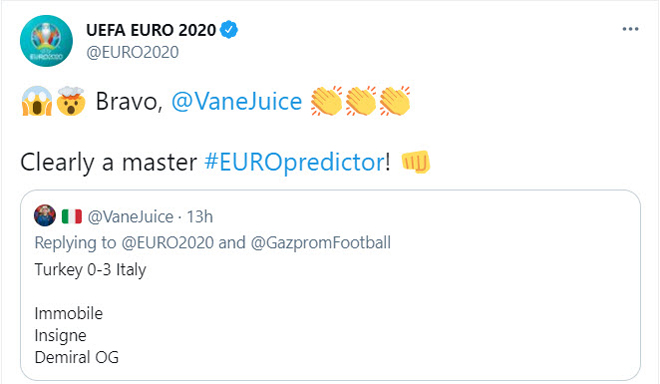 UEFA EURO 2020
@EURO2020
😱🤯 Bravo, @VaneJuice 👏👏👏
Clearly a master #EUROpredictor! 👊
🇮🇹 @VaneJuice · 13h
Replying to @EURO2020 and @GazpromFootball
Turkey 0-3 Italy
Immobile
Insigne
Demiral OG